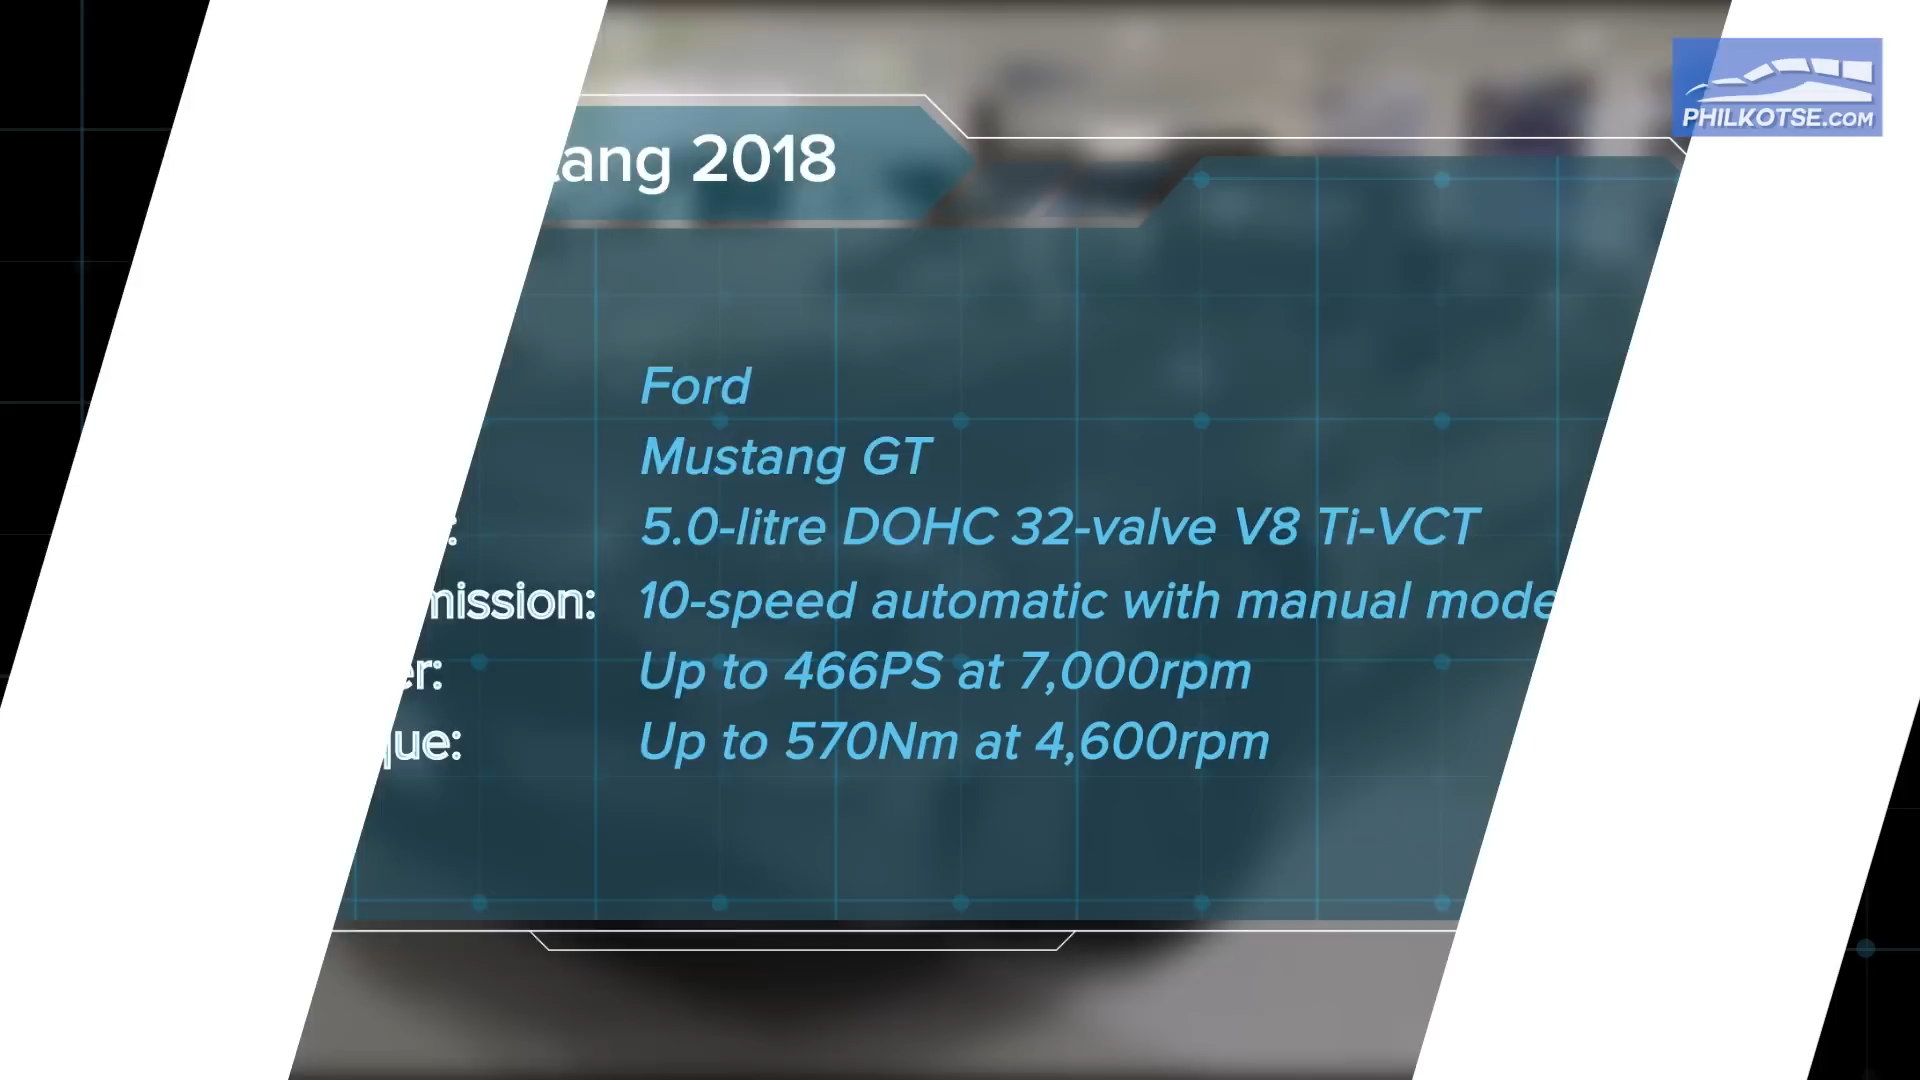 tang 2018
PHILKOTSE.COM
Ford
Mustang GT
5.0-litre DOHC 32-valve V8 Ti-VCT
mission: 10-speed automatic with manual mode
er: Up to 466PS at 7,000rpm
que: Up to 570Nm at 4,600rpm